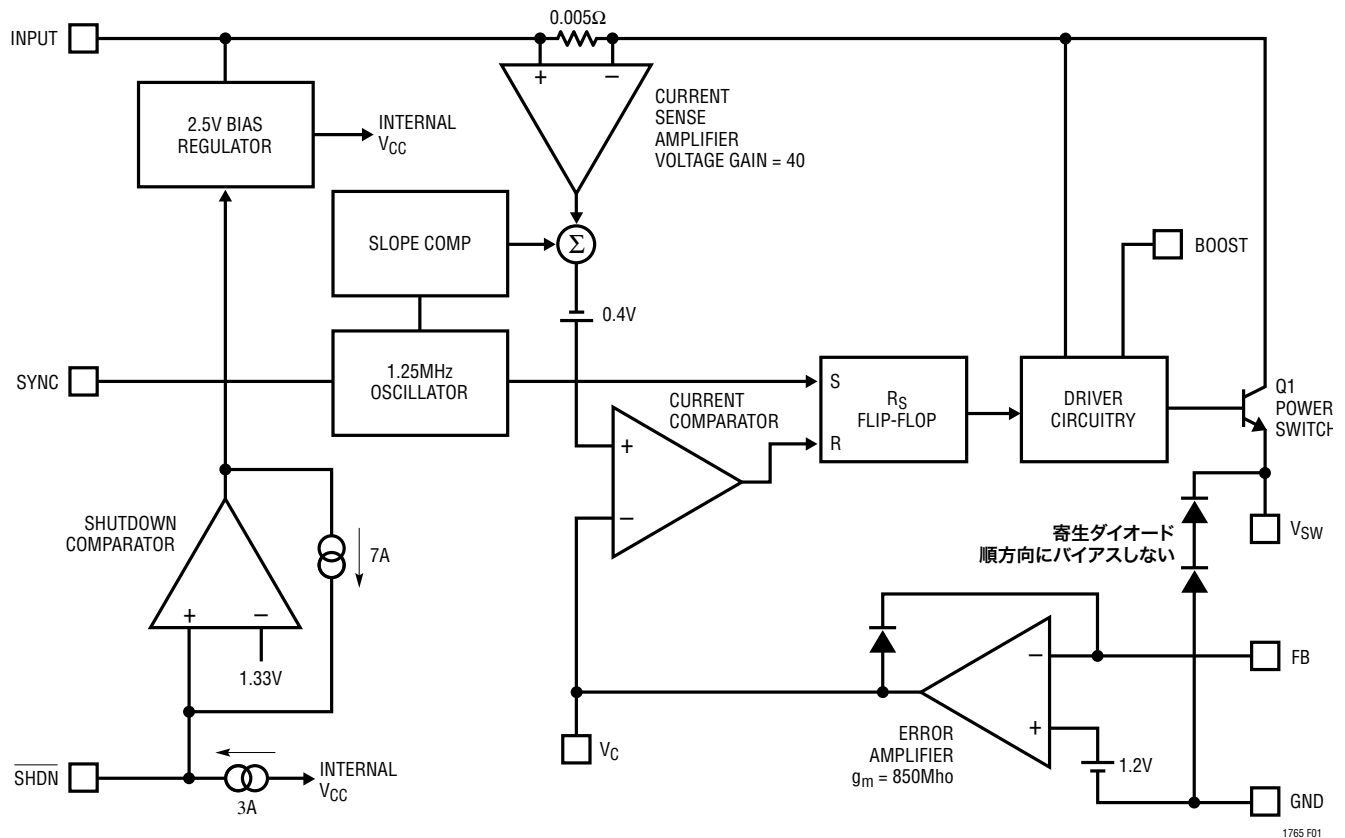 INPUT
0.005Ω
+
−
CURRENT
SENSE
AMPLIFIER
VOLTAGE GAIN = 40
2.5V BIAS
REGULATOR
INTERNAL
VCC
SLOPE COMP
Σ
BOOST
0.4V
SYNC
1.25MHz
OSCILLATOR
CURRENT
COMPARATOR
+
−
S
R
RS
FLIP-FLOP
DRIVER
CIRCUITRY
Q1
POWER
SWITCH
SHUTDOWN
COMPARATOR
7A
+
−
1.33V
寄生ダイオード
順方向にバイアスしない
VSW
−
+
FB
ERROR
AMPLIFIER
gm = 850Mho
1.2V
VC
SHDN
INTERNAL
VCC
3A
GND
1765 F01